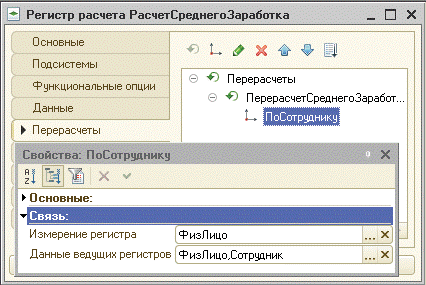 Регистр расчета РасчетСреднегоЗаработка
Основные
Подсистемы
Функциональные опции
Данные
Перерасчеты
Перерасчеты
ПерерасчетСреднегоЗаработ...
ПоСотруднику
Свойства: ПоСотруднику
Основные:
Связь:
Измерение регистра
ФизЛицо
...
Данные ведущих регистров
ФизЛицо,Сотрудник
...